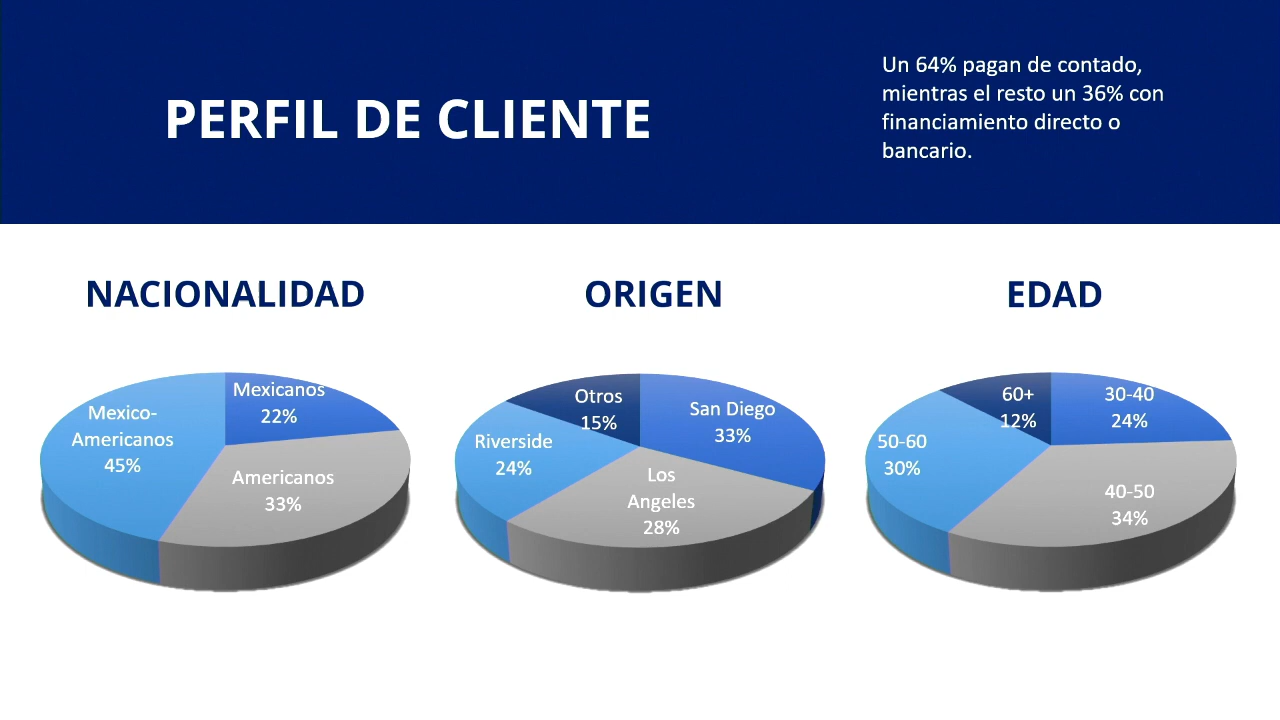 PERFIL DE CLIENTE
Un 64% pagan de contado,
mientras el resto un 36% con
financiamiento directo o
bancario.
NACIONALIDAD
Mexicanos
22%
Mexico-
Americanos
45%
Americanos
33%
ORIGEN
Otros
15%
San Diego
33%
Riverside
24%
Los
Angeles
28%
EDAD
60+
12%
30-40
24%
50-60
30%
40-50
34%